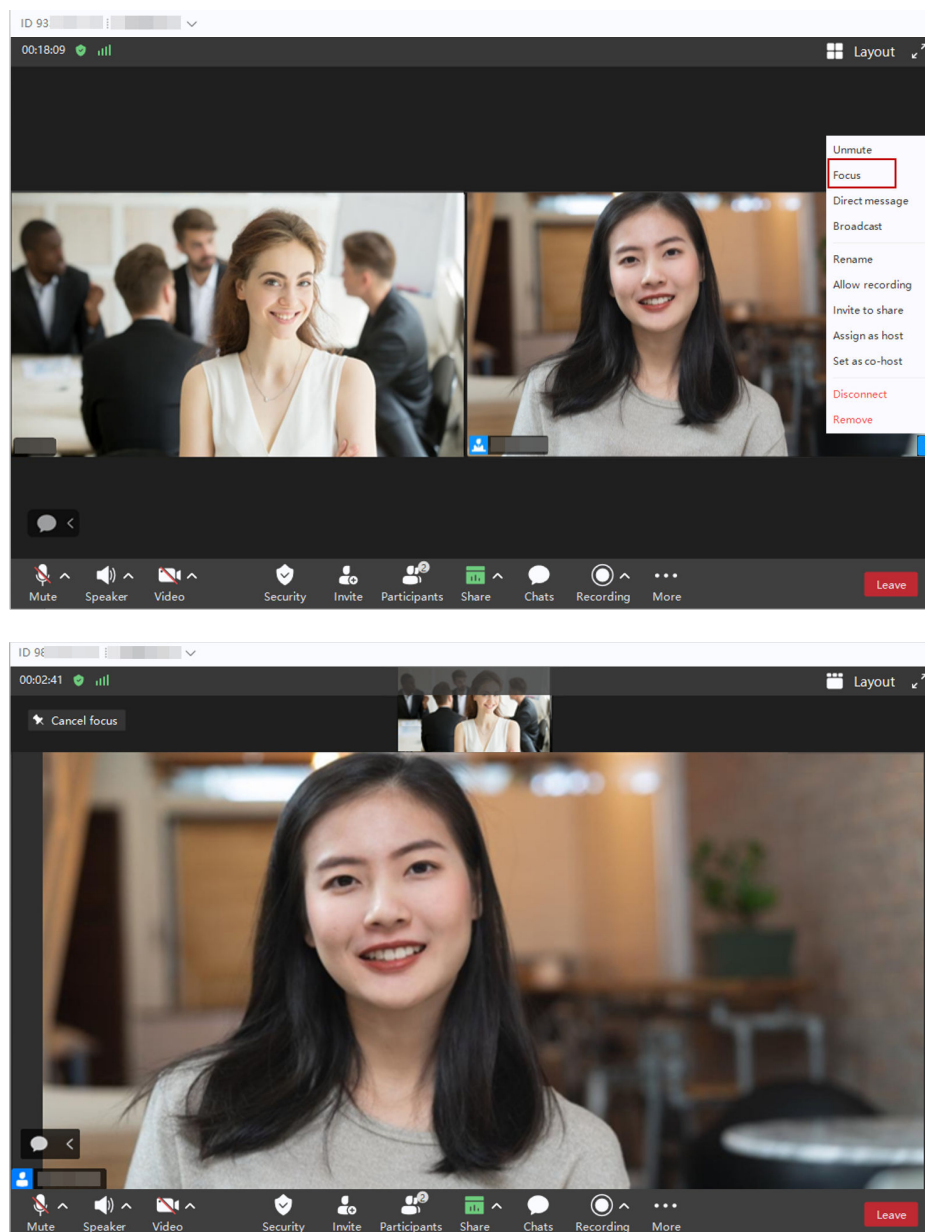 ID 93
00:18:09
Layout
Unmute
Focus
Direct message
Broadcast
Rename
Allow recording
Invite to share
Assign as host
Set as co-host
Disconnect
Remove
2
Mute Speaker Video Security Invite Participants Share Chats Recording More Leave
ID 98
00:02:41
Layout
Cancel focus
2
Mute Speaker Video Security Invite Participants Share Chats Recording More Leave